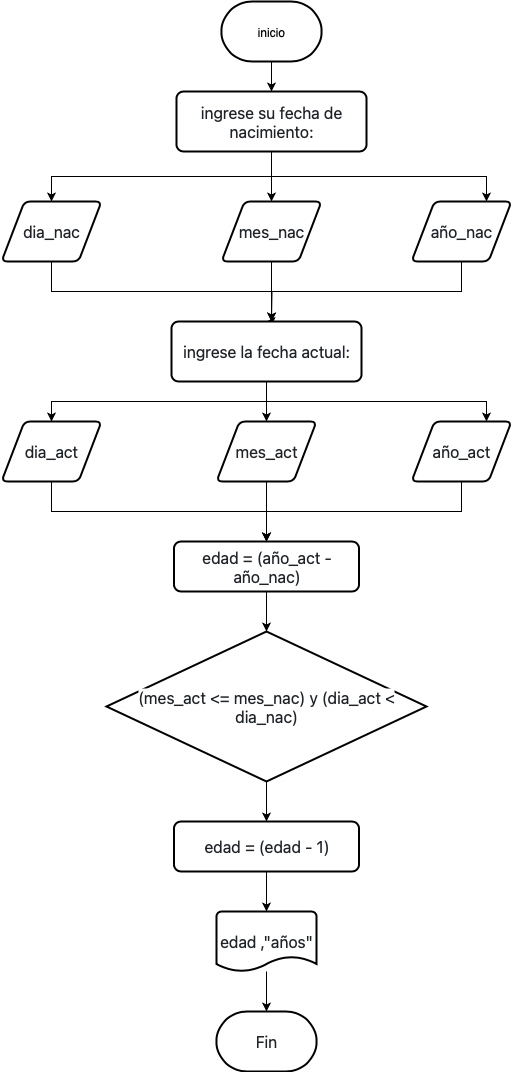 inicio
ingrese su fecha de
nacimiento:
dia_nac
mes_nac
año_nac
ingrese la fecha actual:
dia_act
mes_act
año_act
edad = (año_act -
año_nac)
(mes_act <= mes_nac) y (dia_act <
dia_nac)
edad = (edad - 1)
edad ,"años"
Fin